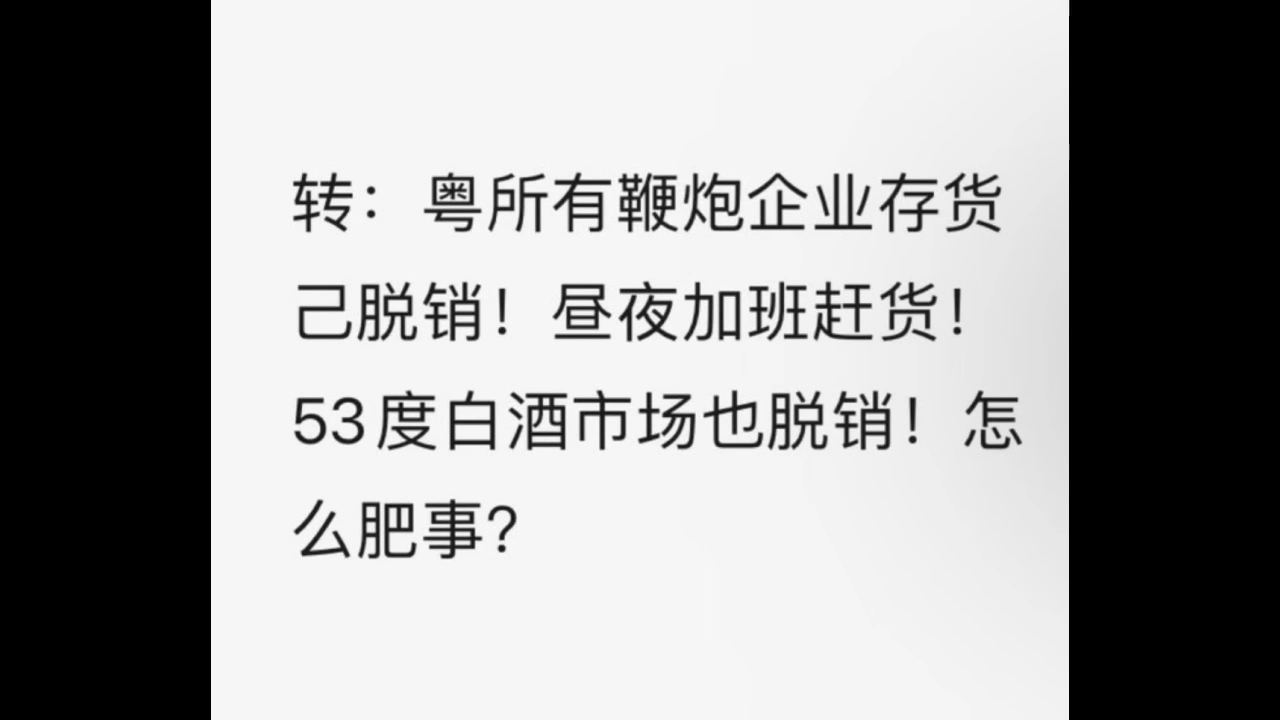 转：粤所有鞭炮企业存货
己脱销！昼夜加班赶货！
53度白酒市场也脱销！怎
么肥事？